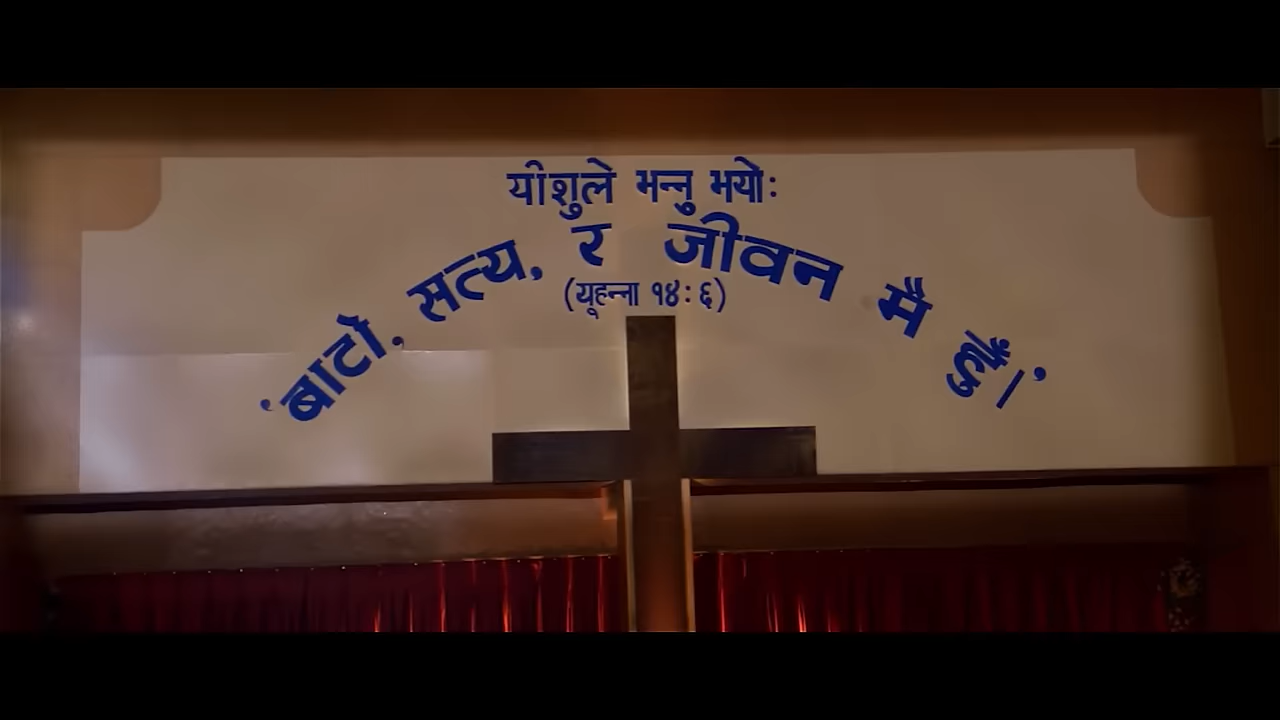 यीशुले भन्नु भयो:
'बाटो, सत्य, र जीवन मै हुँ।'
(यूहन्ना १४: ६)